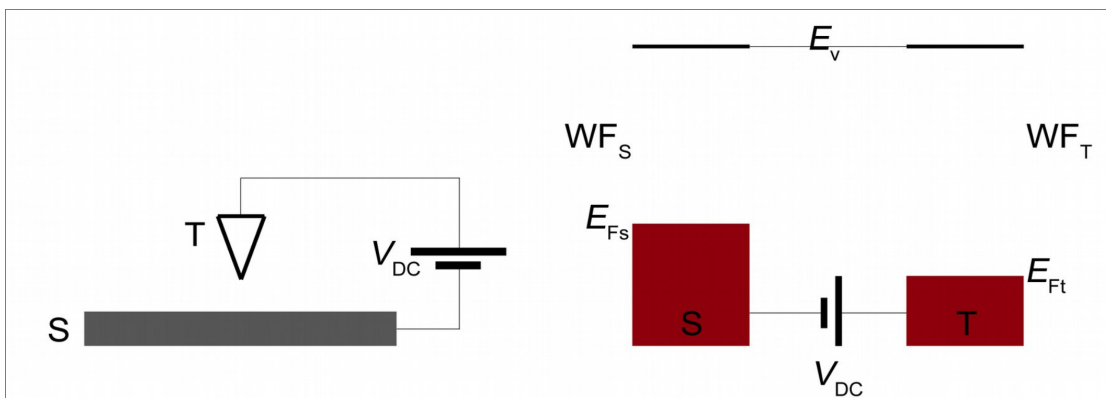 E_v
WF_S
WF_T
T
V_DC
S
E_Fs
E_Ft
S
T
V_DC